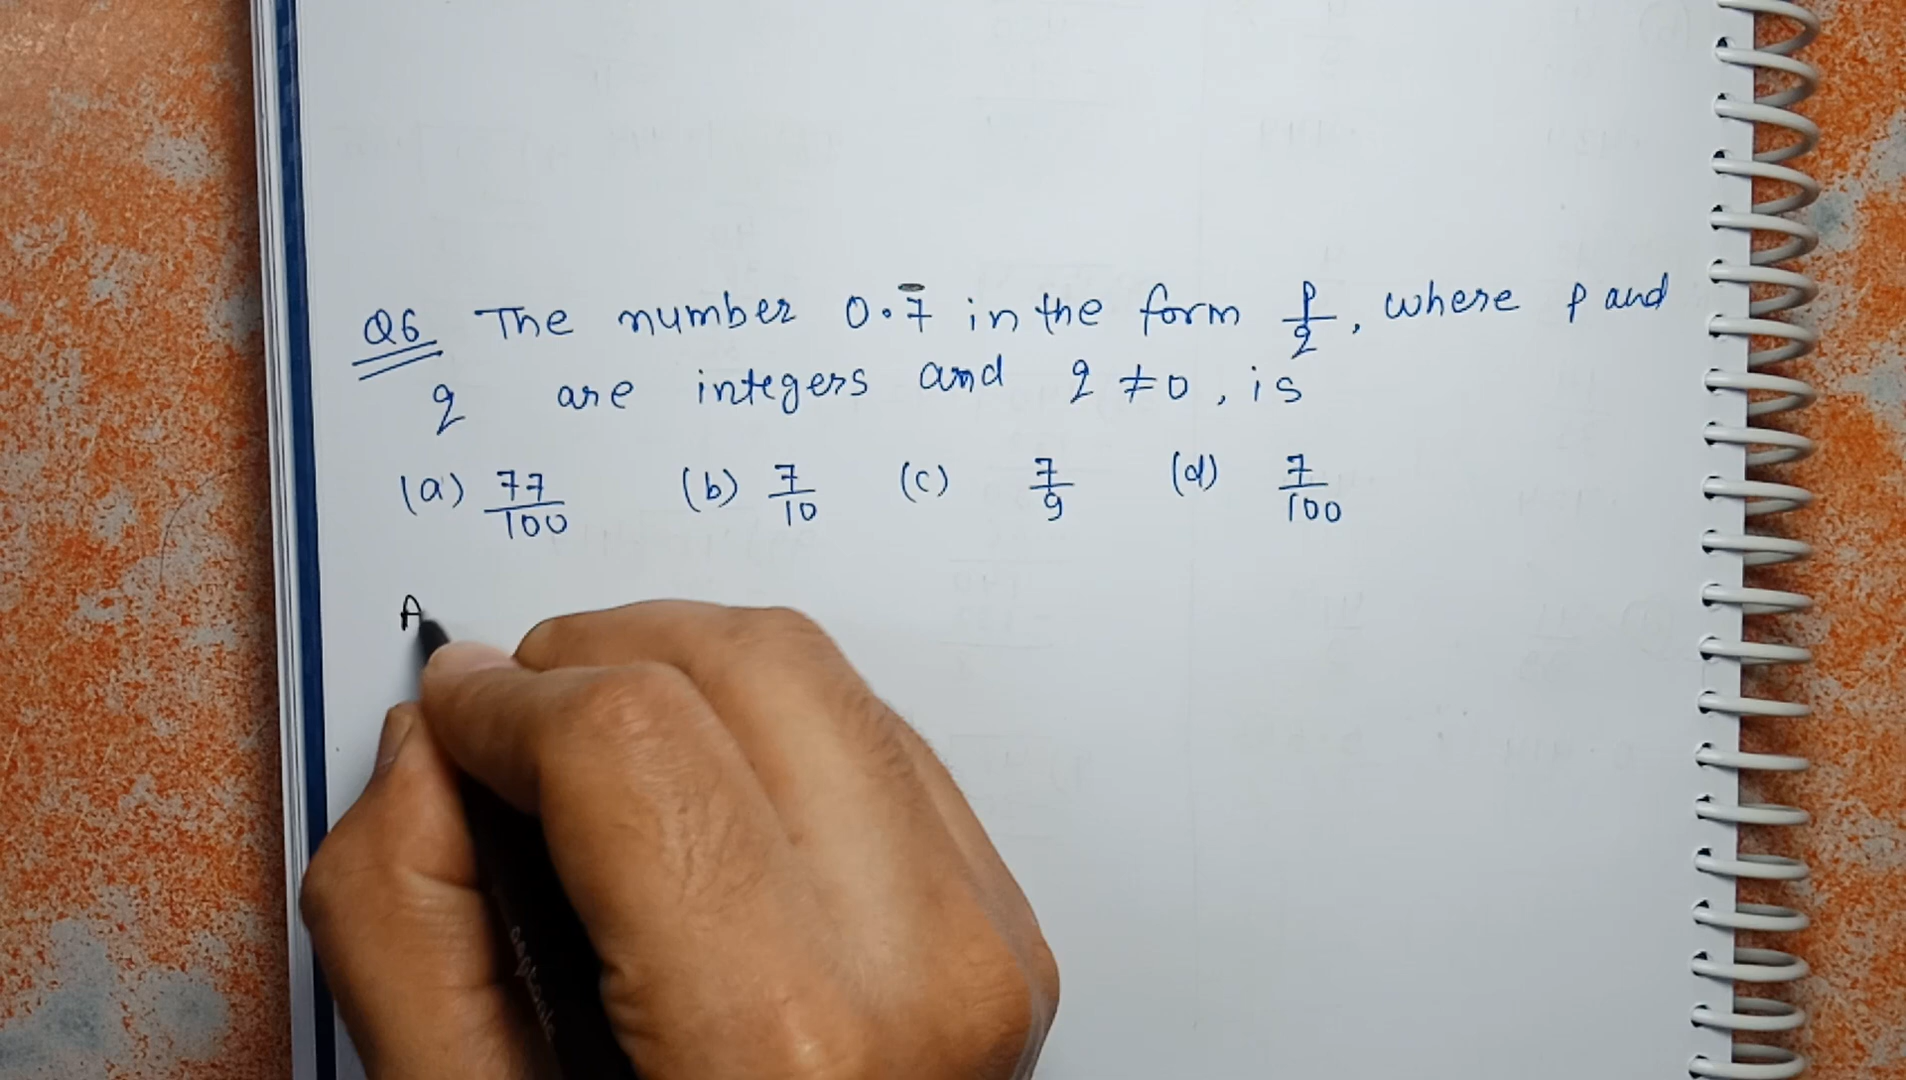 Q6 The number 0.7̅ in the form p/q, where p and
q are integers and q ≠ 0, is
(a) 77/100 (b) 7/10 (c) 7/9 (d) 7/100
A